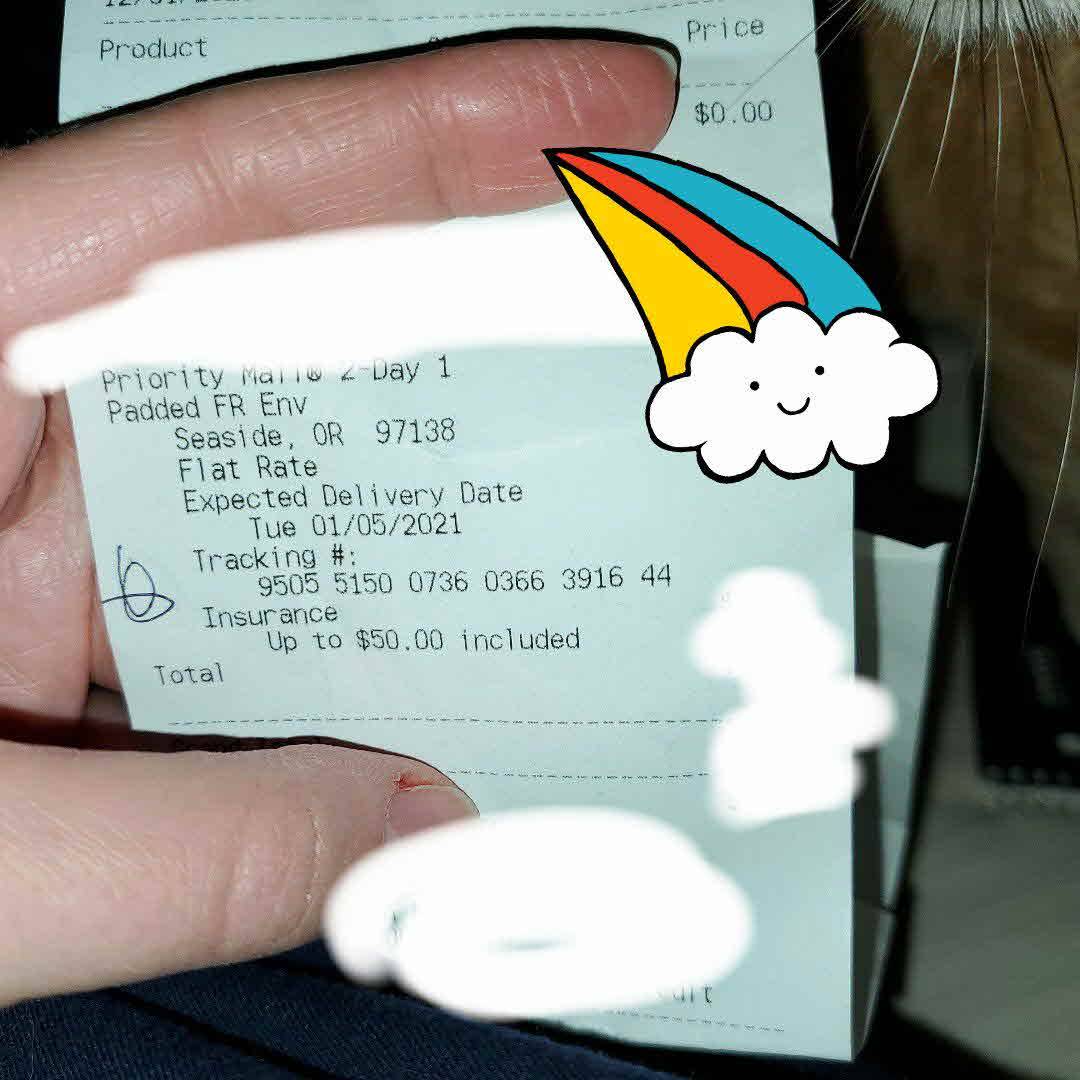 Product
Price
$0.00
Priority Mail® 2-Day 1
Padded FR Env
Seaside, OR 97138
Flat Rate
Expected Delivery Date
Tue 01/05/2021
Tracking #:
9505 5150 0736 0366 3916 44
Insurance
Up to $50.00 included
Total